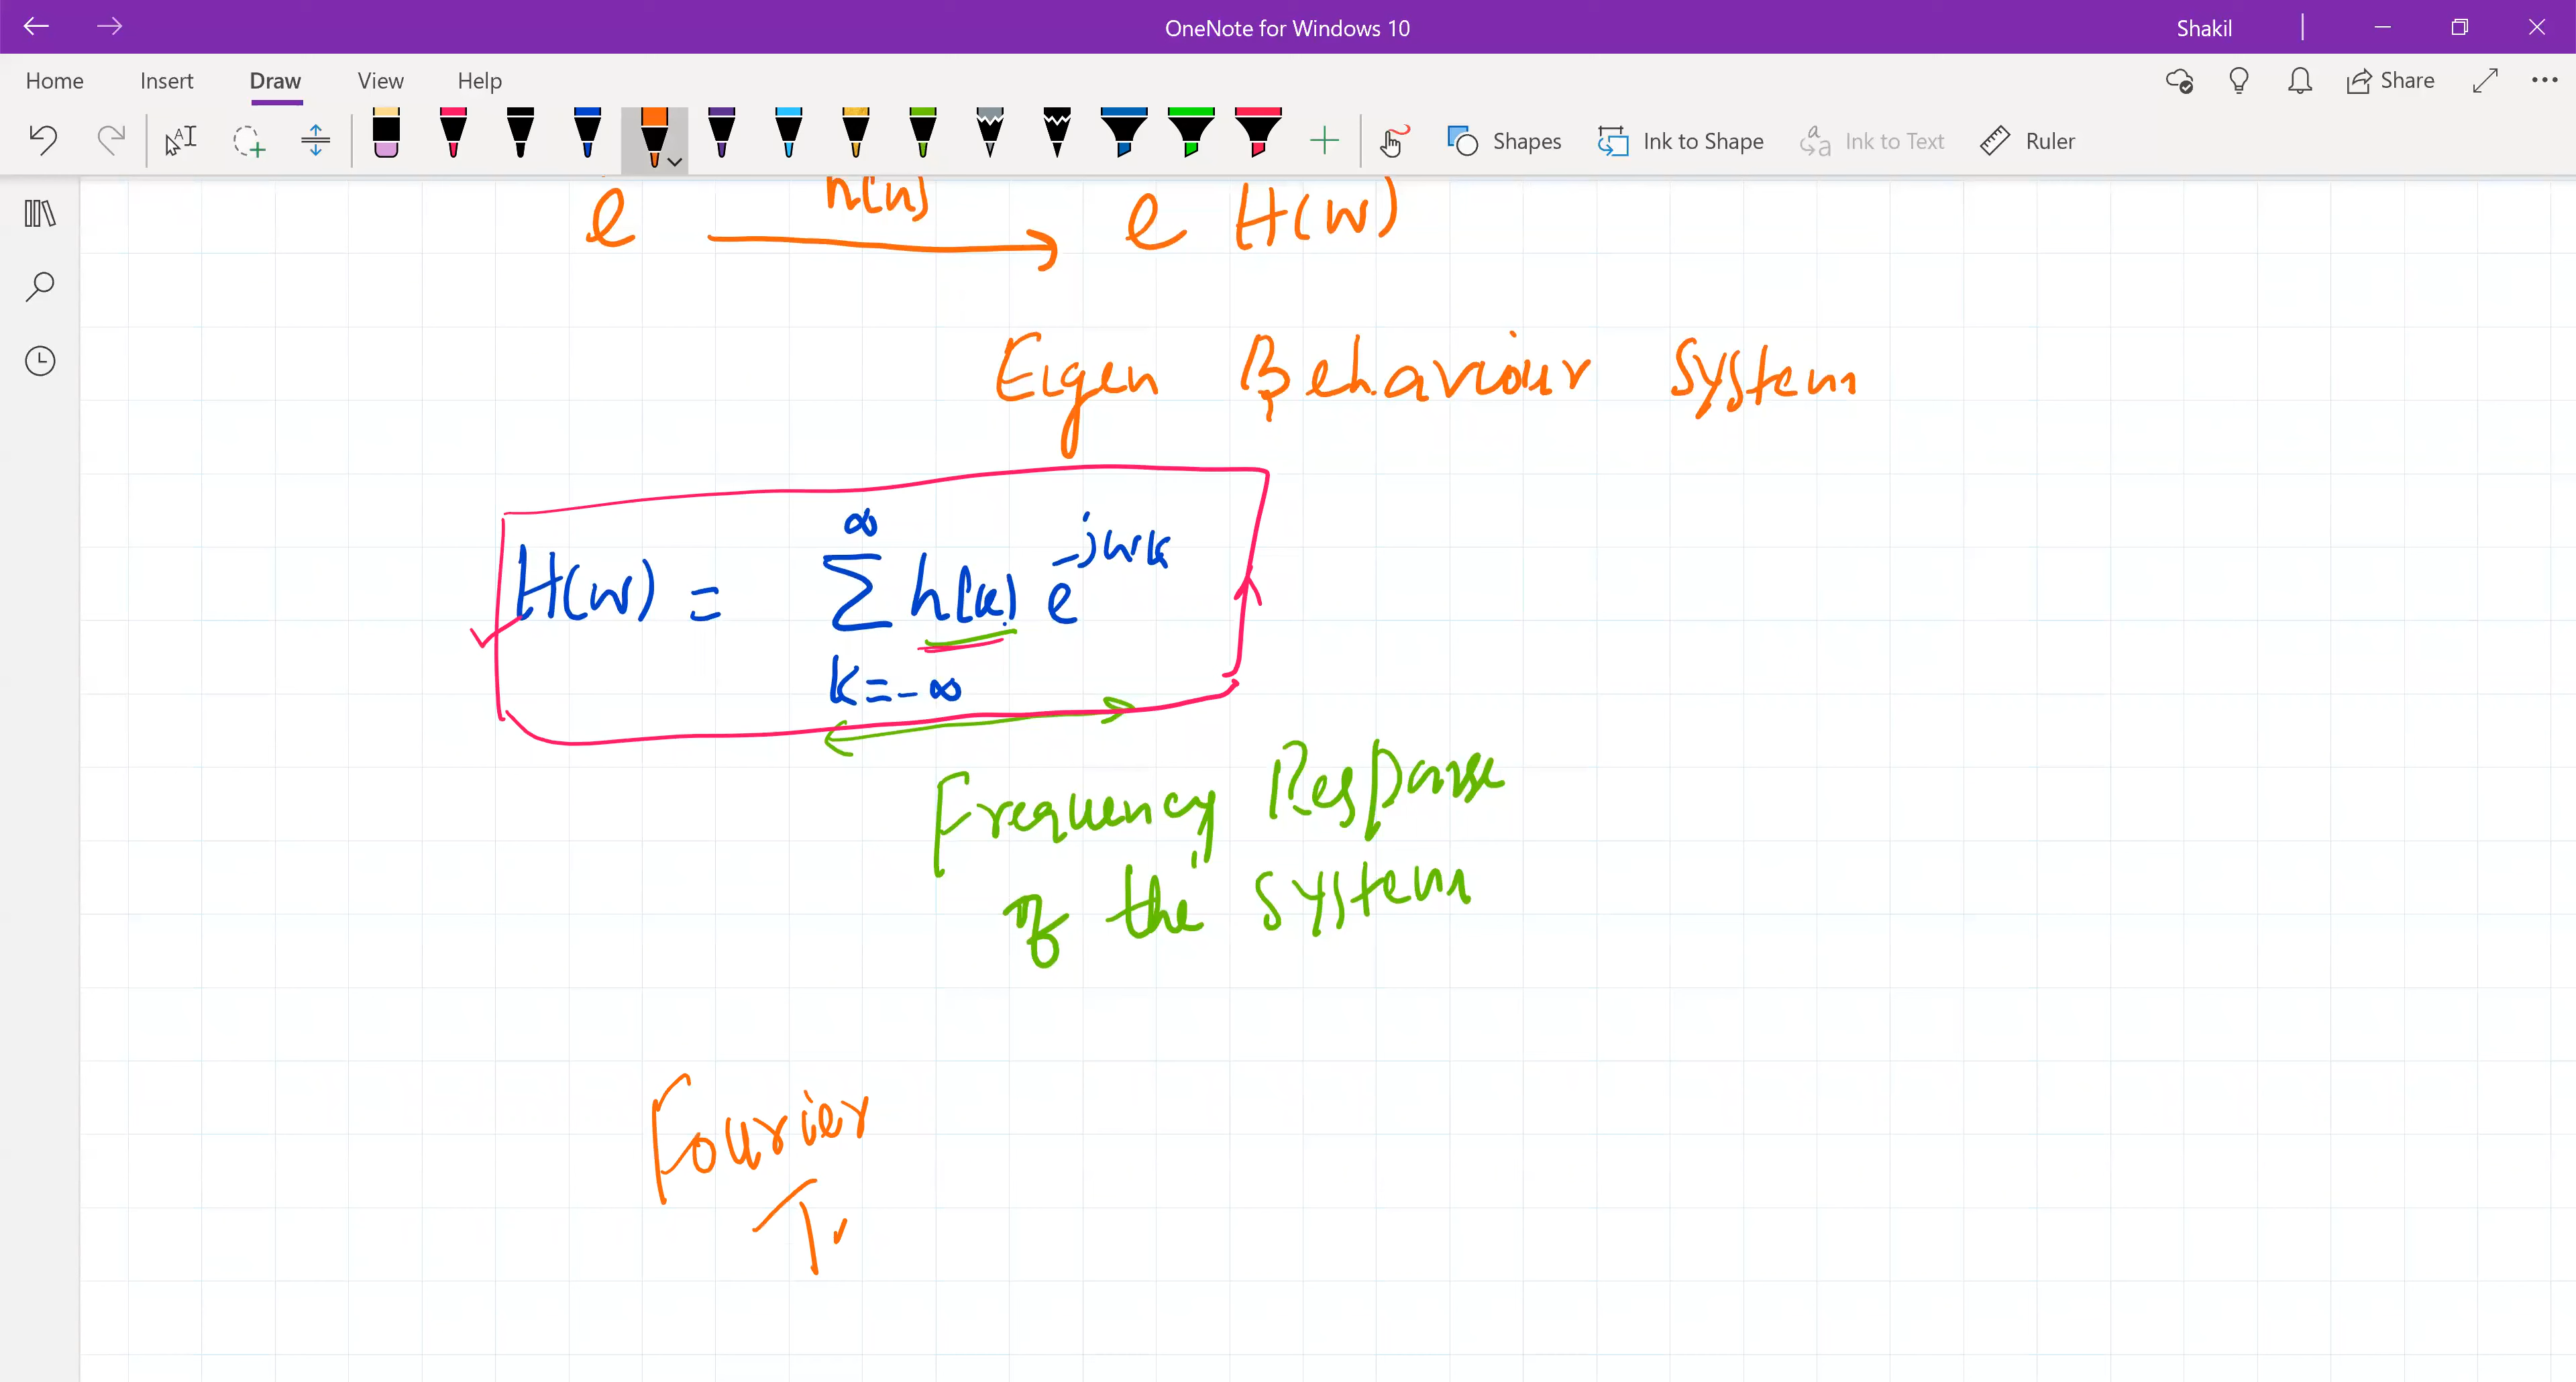 OneNote for Windows 10
Shakil
Home Insert Draw View Help
Share
Shapes Ink to Shape Ink to Text Ruler
h(n)
e e H(w)
Eigen Behaviour System
∞
H(w) = ∑ h(k) e^-jwk
k=-∞
Frequency Response
of the System
Fourier
T